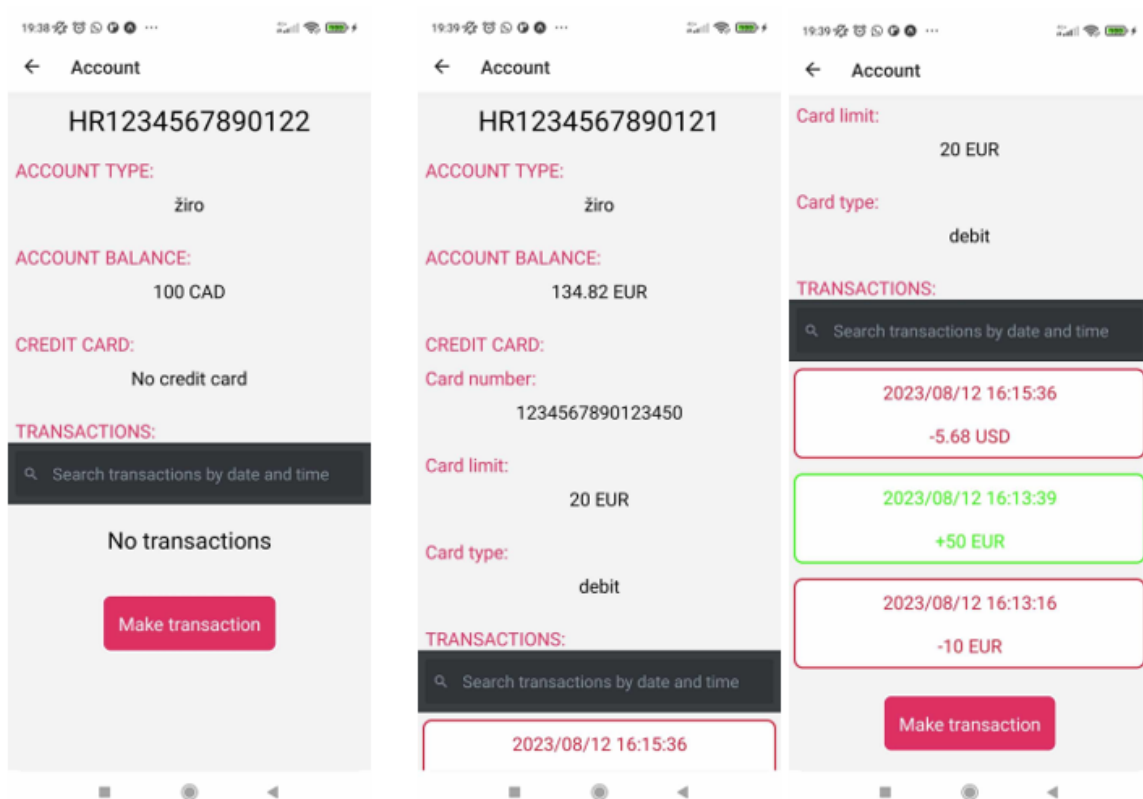 19:38
Account
HR1234567890122
ACCOUNT TYPE:
žiro
ACCOUNT BALANCE:
100 CAD
CREDIT CARD:
No credit card
TRANSACTIONS:
Search transactions by date and time
No transactions
Make transaction
19:39
Account
HR1234567890121
ACCOUNT TYPE:
žiro
ACCOUNT BALANCE:
134.82 EUR
CREDIT CARD:
Card number:
1234567890123450
Card limit:
20 EUR
Card type:
debit
TRANSACTIONS:
Search transactions by date and time
2023/08/12 16:15:36
19:39
Account
Card limit:
20 EUR
Card type:
debit
TRANSACTIONS:
Search transactions by date and time
2023/08/12 16:15:36
-5.68 USD
2023/08/12 16:13:39
+50 EUR
2023/08/12 16:13:16
-10 EUR
Make transaction